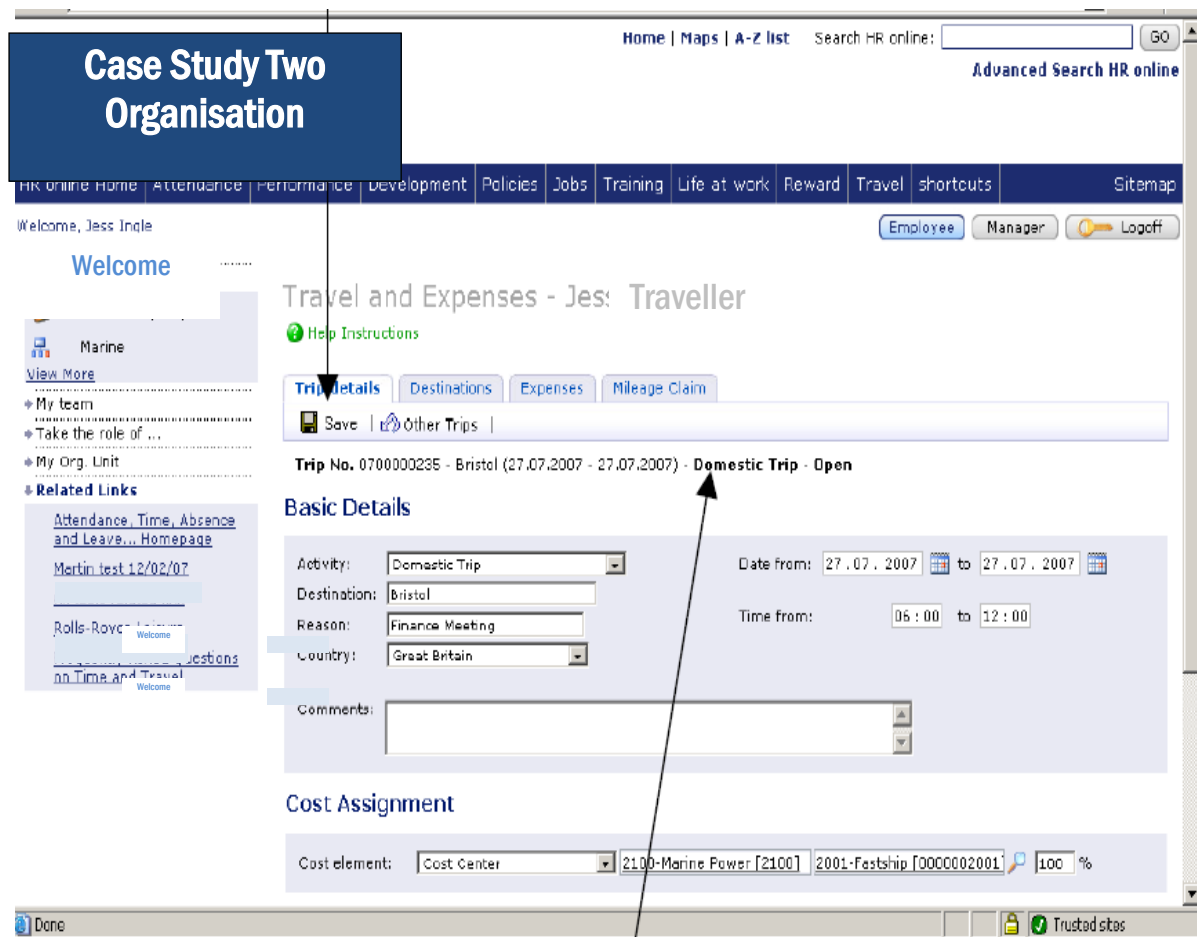 Home | Maps | A-Z list Search HR online: GO
Advanced Search HR online
Case Study Two
Organisation
HR online Home | Attendance | Performance | Development | Policies | Jobs | Training | Life at work | Reward | Travel | shortcuts Sitemap
Welcome, Jess Ingle
Employee Manager Logoff
Welcome
Travel and Expenses - Jess Traveller
Help Instructions
Marine
View More
My team
Take the role of ...
My Org. Unit
Related Links
Attendance, Time, Absence
and Leave... Homepage
Martin test 12/02/07
Rolls-Royce
Welcome
Questions
on Time and Travel
Welcome
Trip details Destinations Expenses Mileage Claim
Save | Other Trips |
Trip No. 0700000235 - Bristol (27.07.2007 - 27.07.2007) - Domestic Trip - Open
Basic Details
Activity: Domestic Trip Date from: 27.07.2007 to 27.07.2007
Destination: Bristol
Reason: Finance Meeting Time from: 06:00 to 12:00
Country: Great Britain
Comments:
Cost Assignment
Cost element: Cost Center 2100-Marine Power [2100] 2001-Fastship [0000002001] 100 %
Done Trusted sites